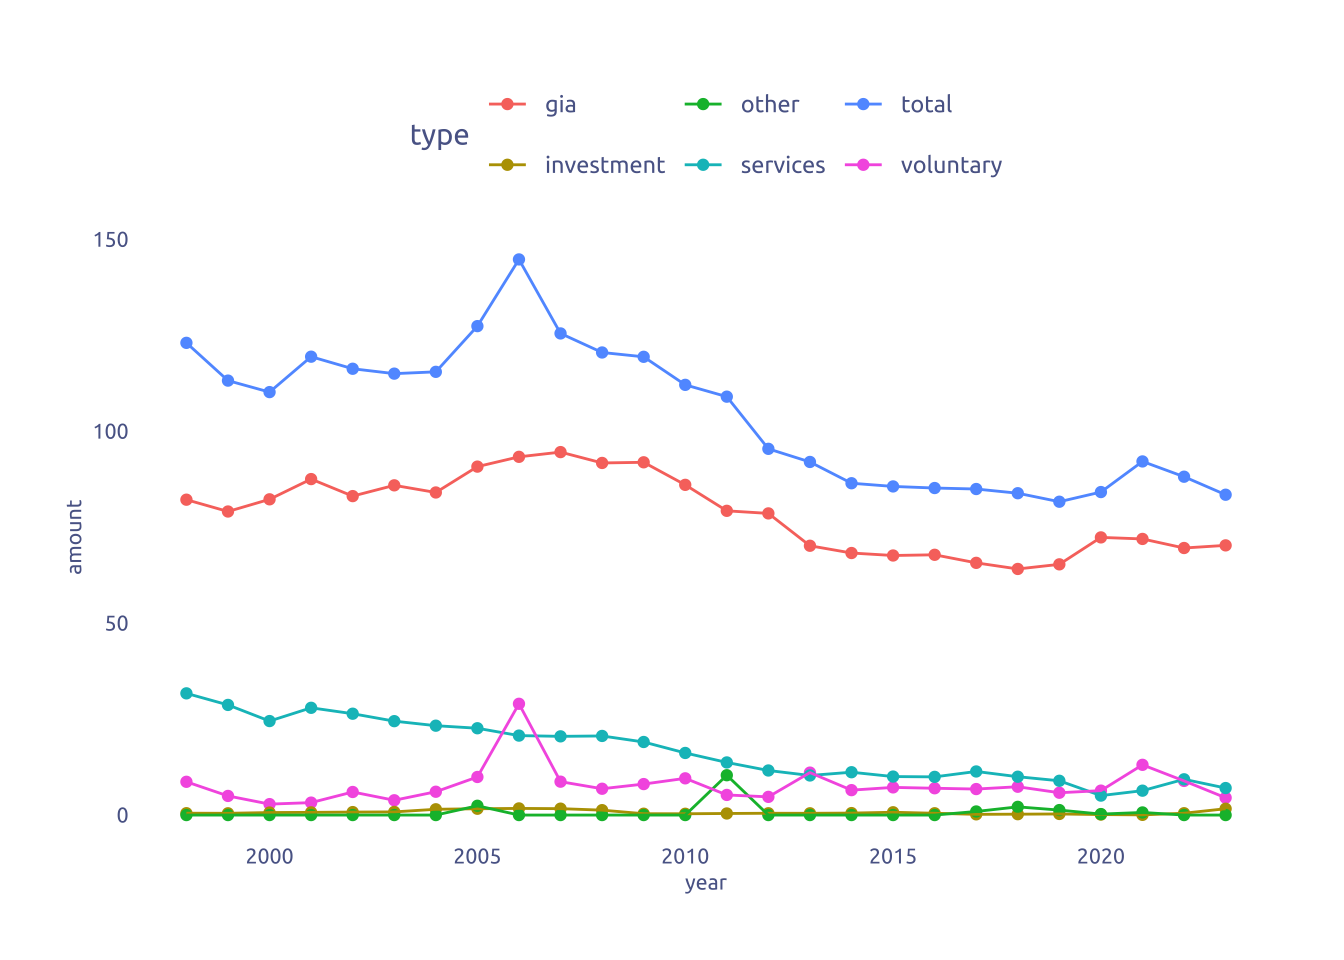 type
gia
other
total
investment
services
voluntary
150
100
50
0
amount
2000 2005 2010 2015 2020
year